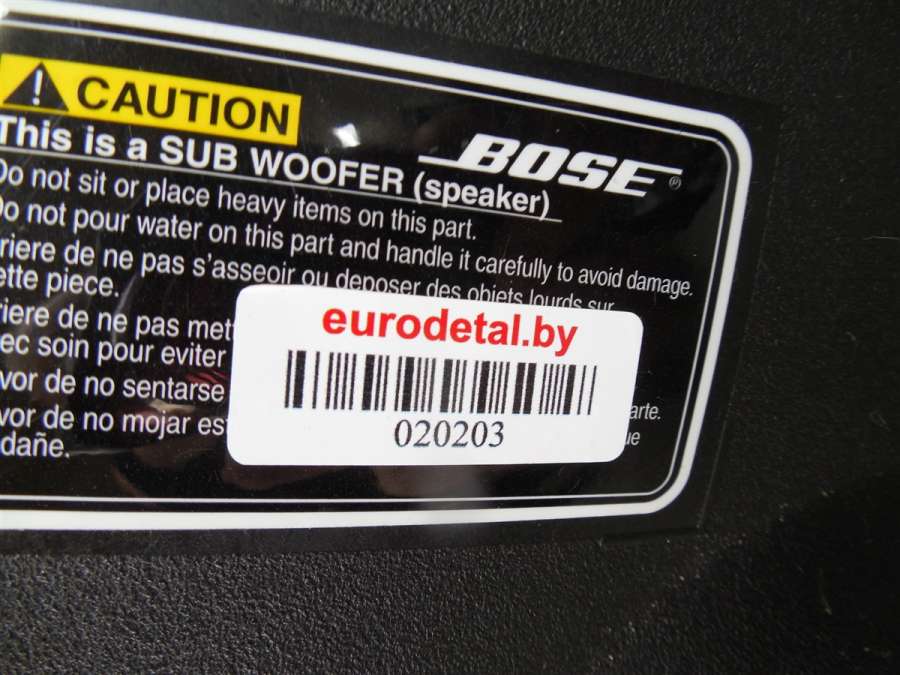 CAUTION
This is a SUB WOOFER (speaker)
BOSE®
Do not sit or place heavy items on this part.
Do not pour water on this part and handle it carefully to avoid damage.
riere de ne pas s'asseoir ou deposer des objets lourds sur
ette piece.
riere de ne pas mett
ec soin pour eviter
vor de no sentarse
arte.
vor de no mojar est
ue
dañe.
eurodetal.by
020203